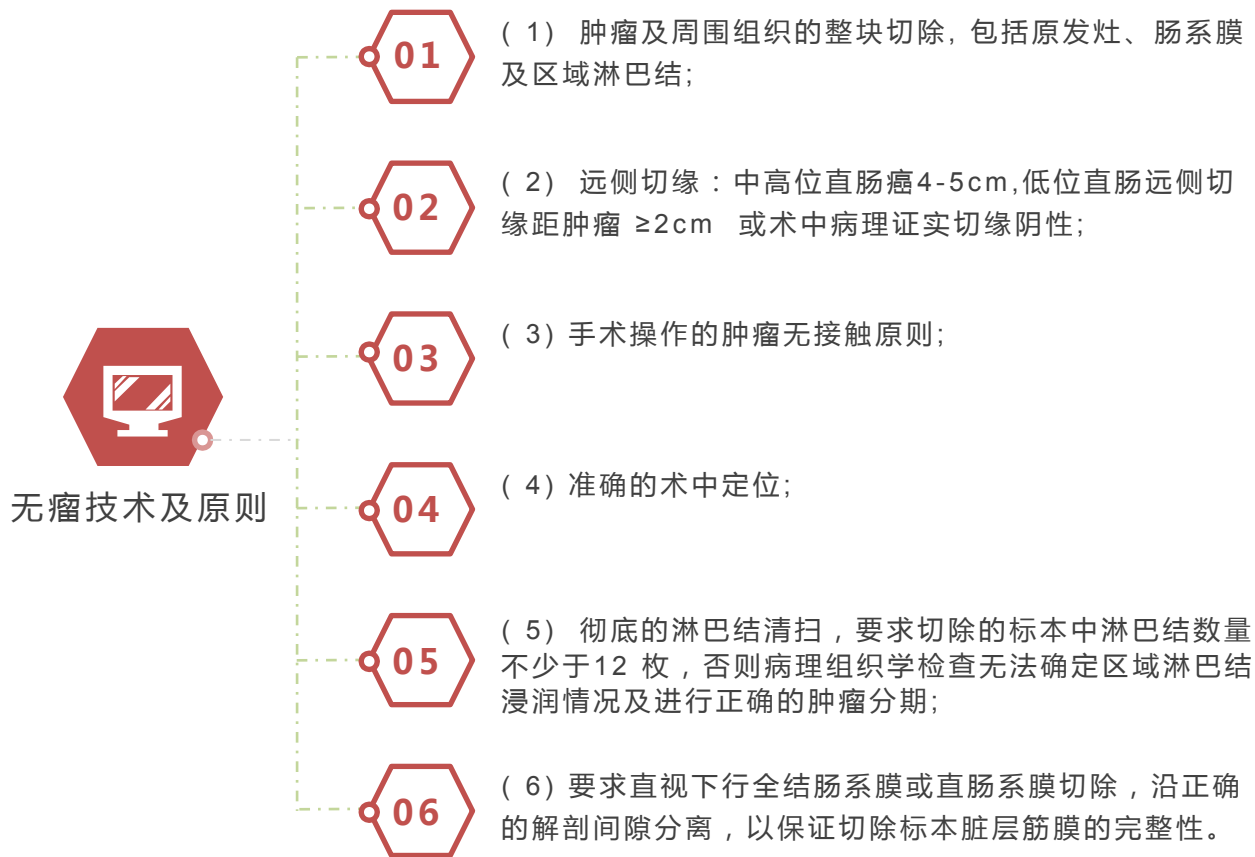 01
( 1) 肿瘤及周围组织的整块切除, 包括原发灶、肠系膜
及区域淋巴结;
02
( 2) 远侧切缘：中高位直肠癌4-5cm,低位直肠远侧切
缘距肿瘤 ≥2cm 或术中病理证实切缘阴性;
03
( 3) 手术操作的肿瘤无接触原则;
无瘤技术及原则
04
( 4) 准确的术中定位;
05
( 5) 彻底的淋巴结清扫，要求切除的标本中淋巴结数量
不少于12 枚，否则病理组织学检查无法确定区域淋巴结
浸润情况及进行正确的肿瘤分期;
06
( 6) 要求直视下行全结肠系膜或直肠系膜切除，沿正确
的解剖间隙分离，以保证切除标本脏层筋膜的完整性。